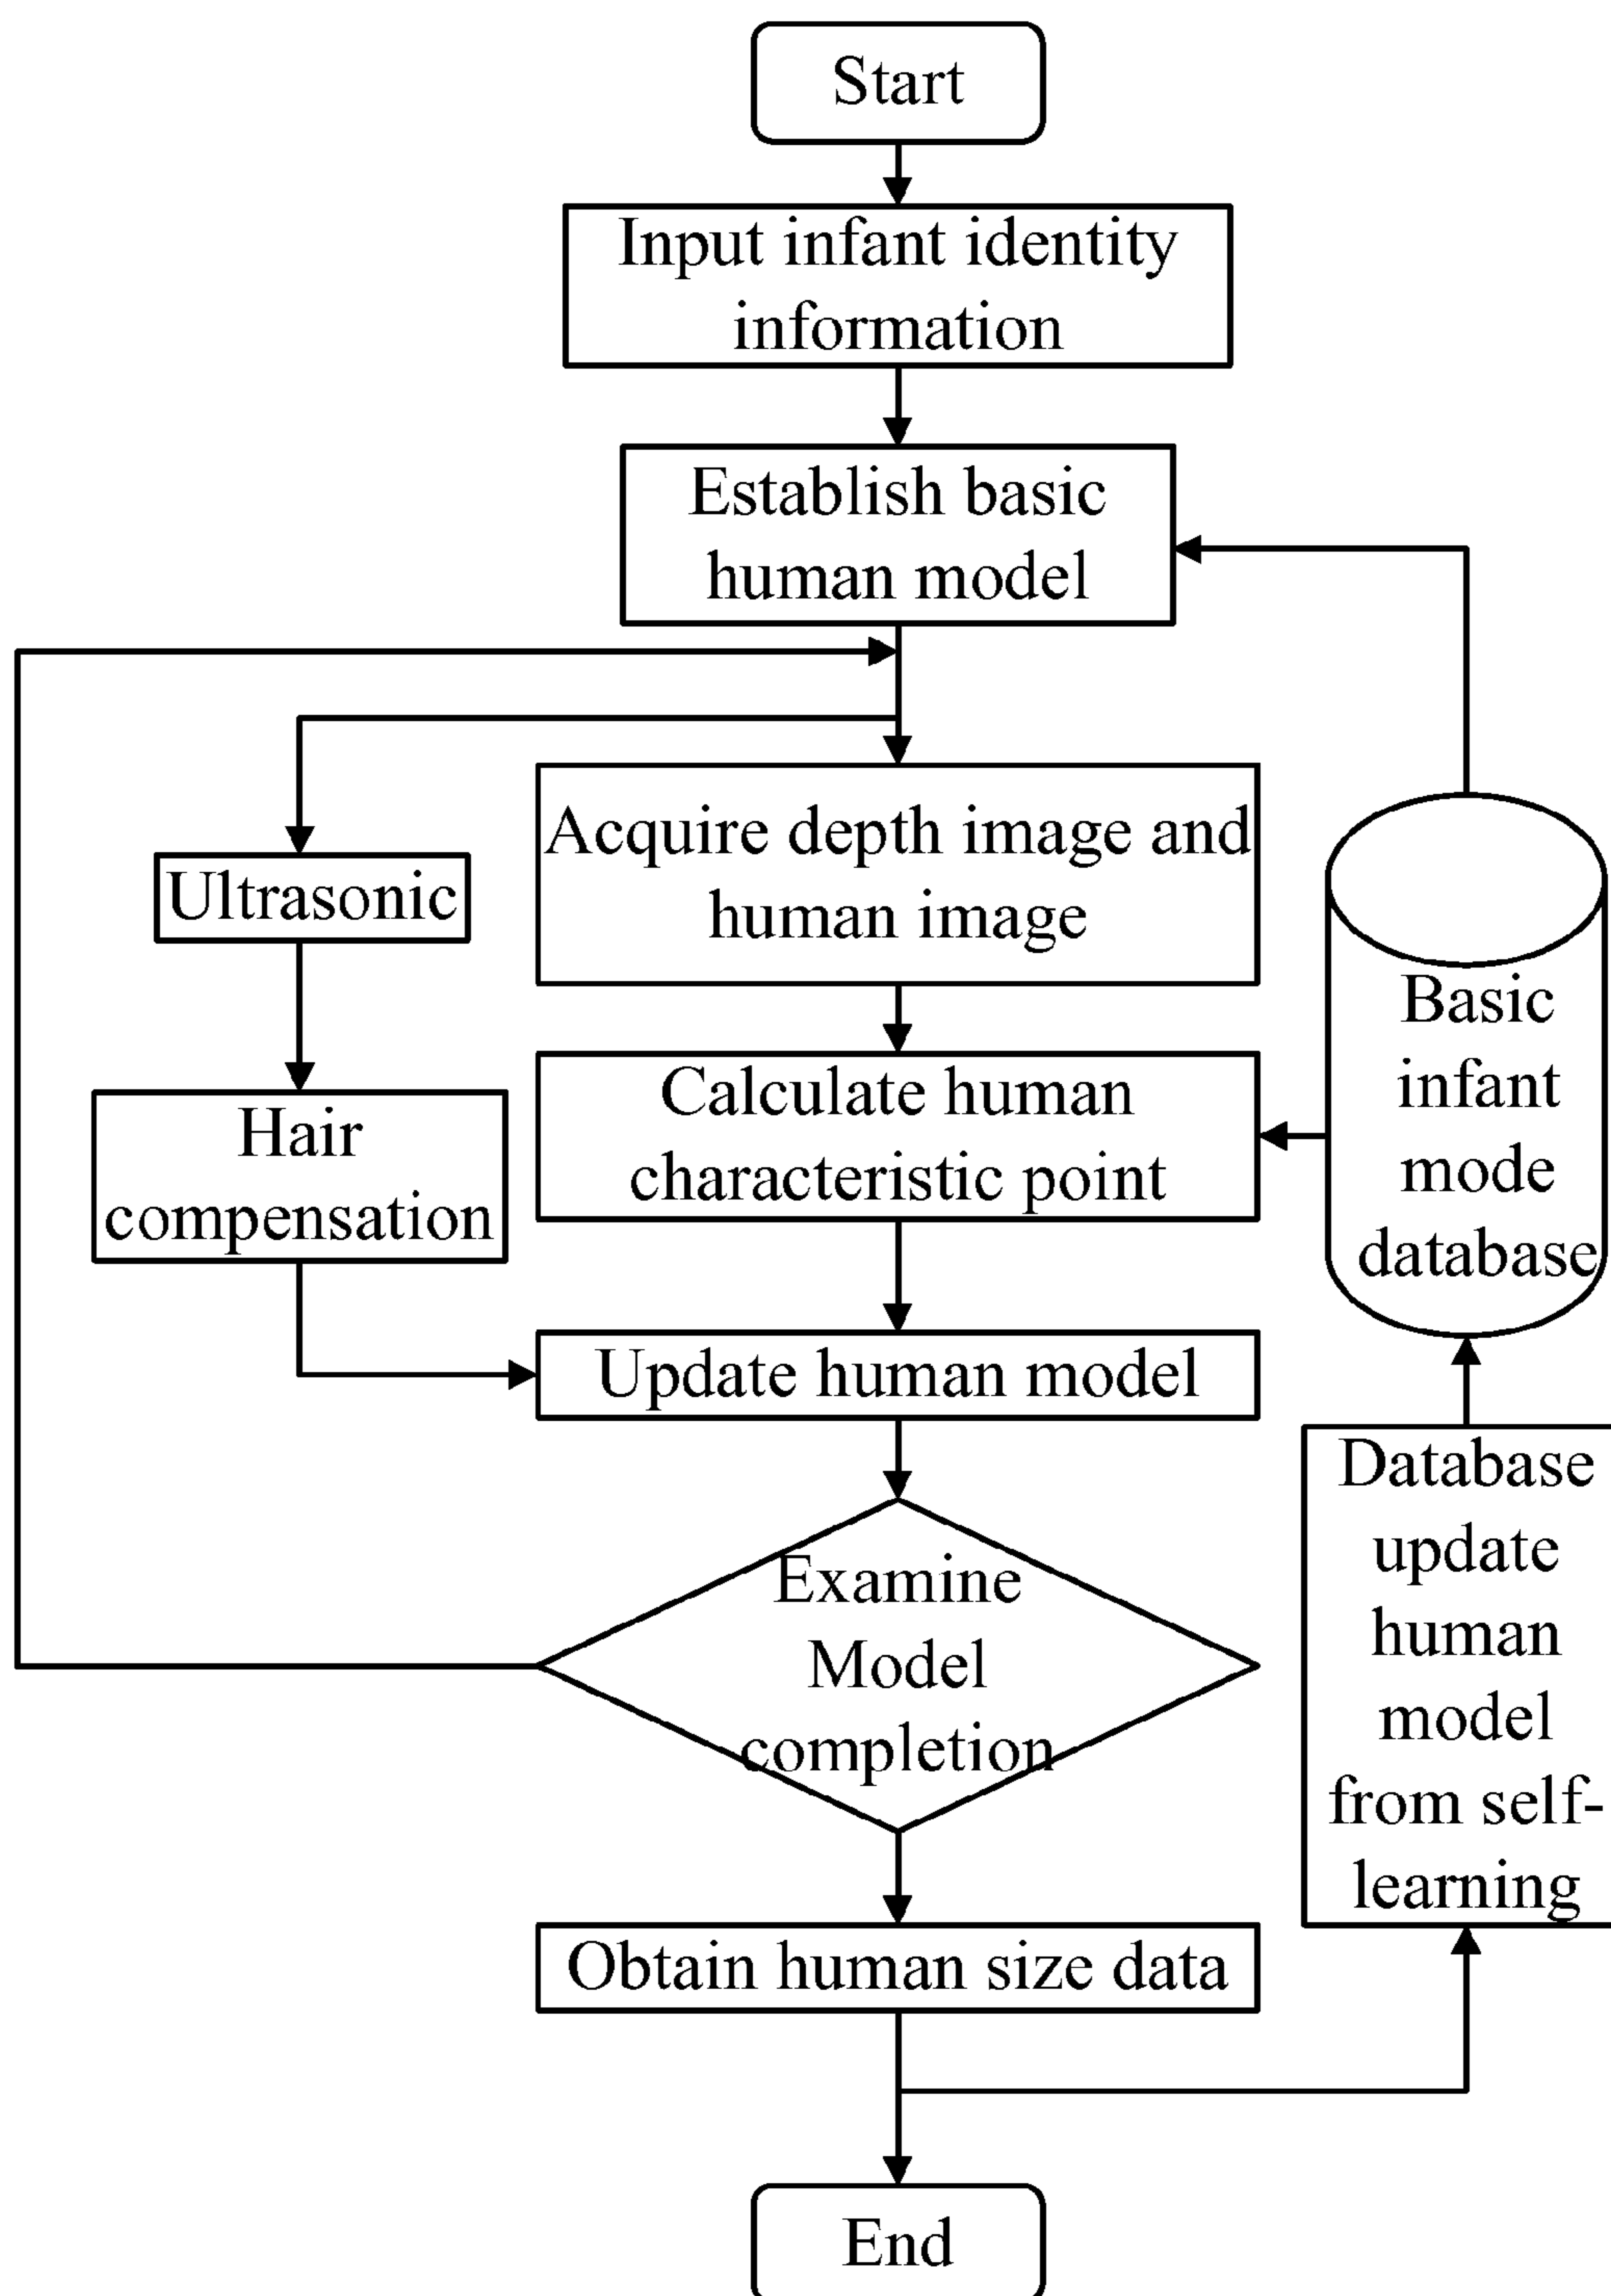 Start
Input infant identity
information
Establish basic
human model
Acquire depth image and
human image
Ultrasonic
Hair
compensation
Calculate human
characteristic point
Basic
infant
mode
database
Update human model
Examine
Model
completion
Database
update
human
model
from self-
learning
Obtain human size data
End